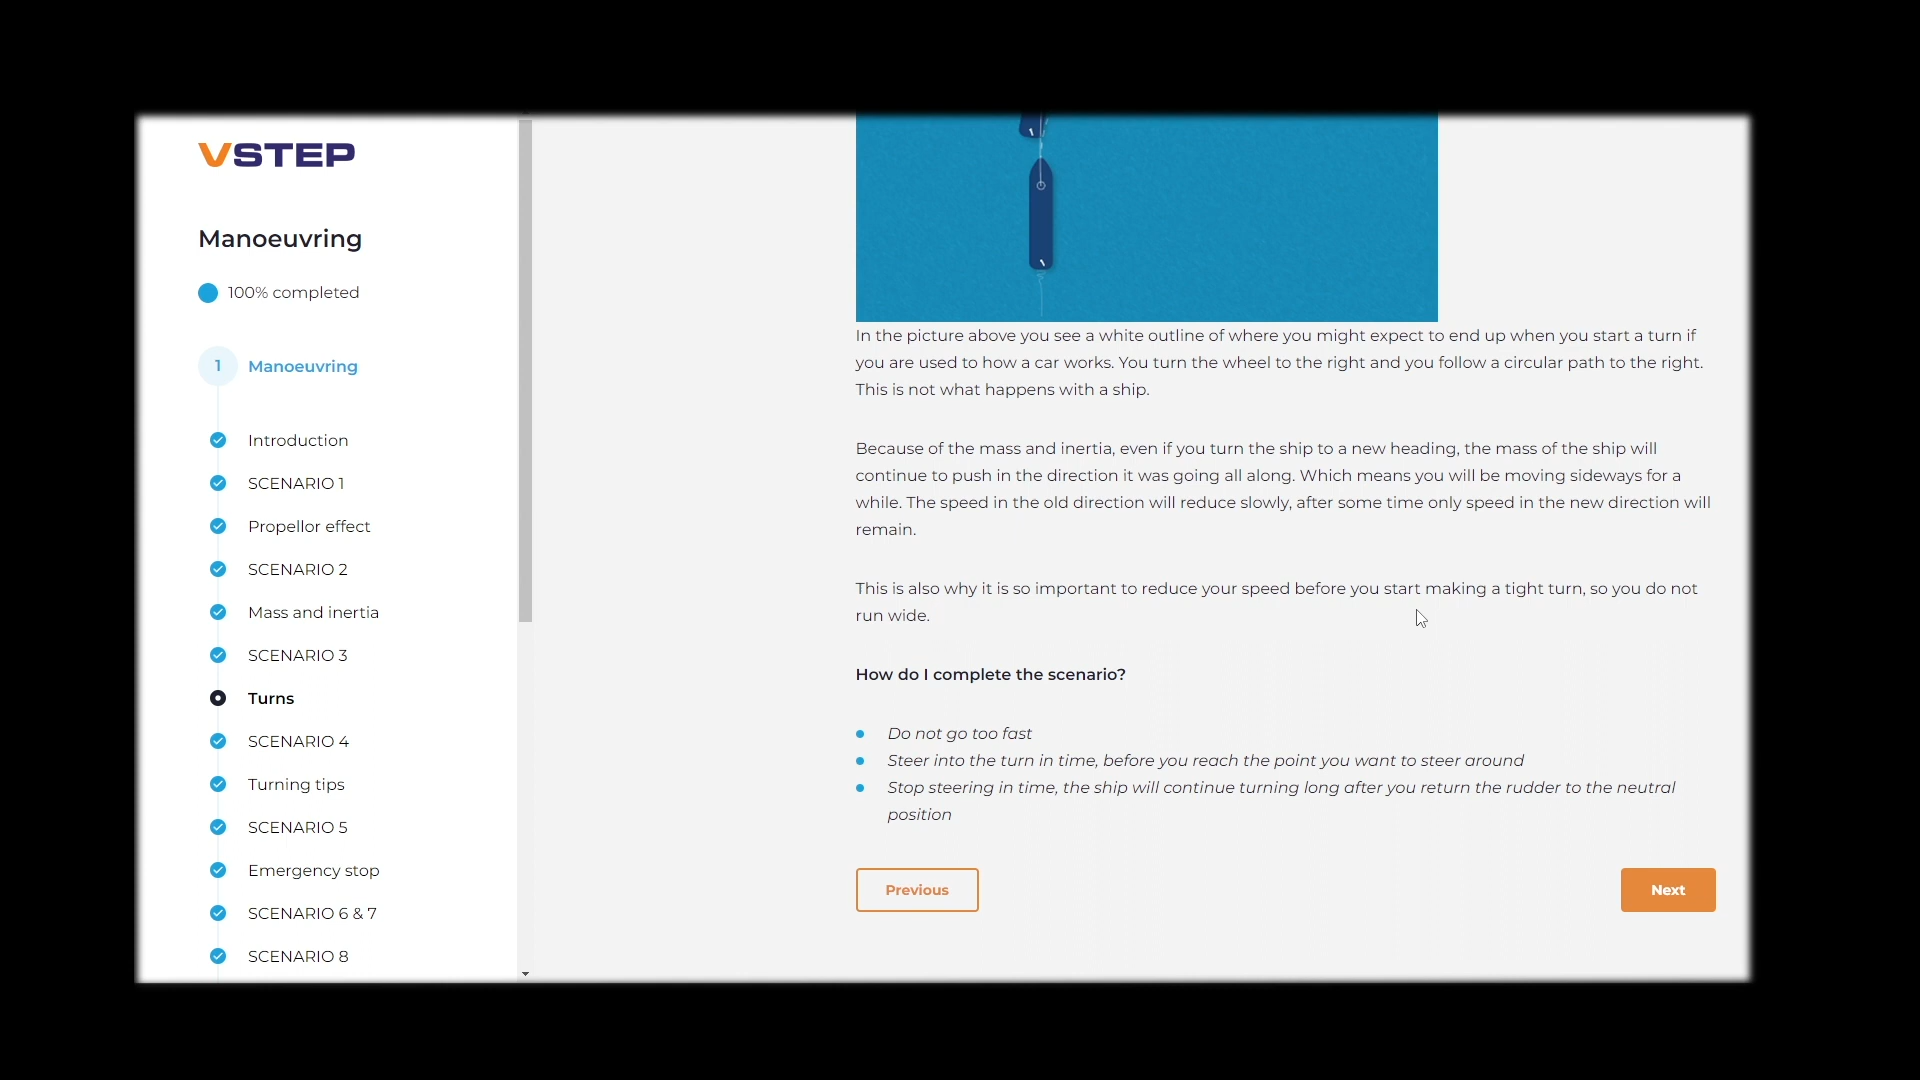 VSTEP
Manoeuvring
100% completed
1 Manoeuvring
Introduction
SCENARIO 1
Propellor effect
SCENARIO 2
Mass and inertia
SCENARIO 3
Turns
SCENARIO 4
Turning tips
SCENARIO 5
Emergency stop
SCENARIO 6 & 7
SCENARIO 8
In the picture above you see a white outline of where you might expect to end up when you start a turn if
you are used to how a car works. You turn the wheel to the right and you follow a circular path to the right.
This is not what happens with a ship.
Because of the mass and inertia, even if you turn the ship to a new heading, the mass of the ship will
continue to push in the direction it was going all along. Which means you will be moving sideways for a
while. The speed in the old direction will reduce slowly, after some time only speed in the new direction will
remain.
This is also why it is so important to reduce your speed before you start making a tight turn, so you do not
run wide.
How do I complete the scenario?
Do not go too fast
Steer into the turn in time, before you reach the point you want to steer around
Stop steering in time, the ship will continue turning long after you return the rudder to the neutral
position
Previous
Next